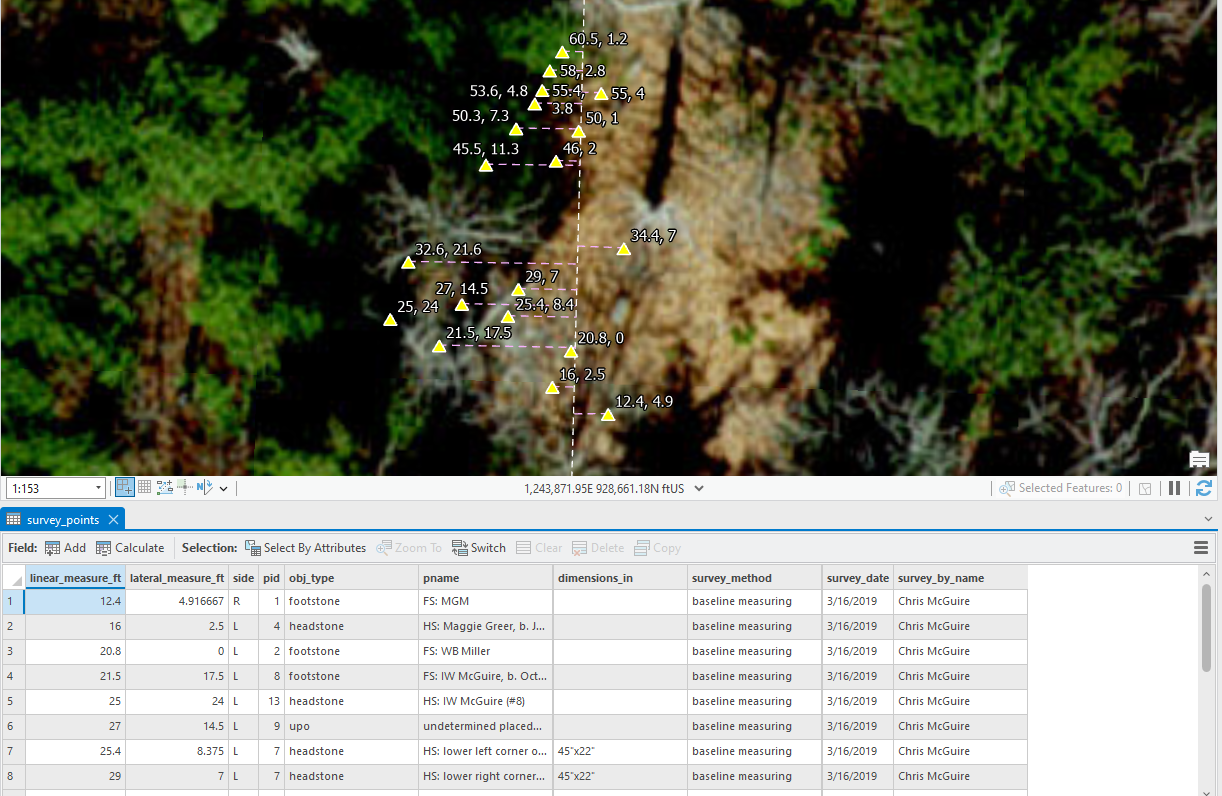 60.5, 1.2
58, 2.8
53.6, 4.8
55.4,
3.8
55, 4
50.3, 7.3
50, 1
45.5, 11.3
46, 2
34.4, 7
32.6, 21.6
29, 7
27, 14.5
25, 24
25.4, 8.4
21.5, 17.5
20.8, 0
16, 2.5
12.4, 4.9
1:153 1,243,871.95E 928,661.18N ftUS Selected Features: 0
survey_points
Field: Add Calculate Selection: Select By Attributes Zoom To Switch Clear Delete Copy
linear_measure_ft lateral_measure_ft side pid obj_type pname dimensions_in survey_method survey_date survey_by_name
1 12.4 4.916667 R 1 footstone FS: MGM baseline measuring 3/16/2019 Chris McGuire
2 16 2.5 L 4 headstone HS: Maggie Greer, b. J... baseline measuring 3/16/2019 Chris McGuire
3 20.8 0 L 2 footstone FS: WB Miller baseline measuring 3/16/2019 Chris McGuire
4 21.5 17.5 L 8 footstone FS: IW McGuire, b. Oct... baseline measuring 3/16/2019 Chris McGuire
5 25 24 L 13 headstone HS: IW McGuire (#8) baseline measuring 3/16/2019 Chris McGuire
6 27 14.5 L 9 upo undetermined placed... baseline measuring 3/16/2019 Chris McGuire
7 25.4 8.375 L 7 headstone HS: lower left corner o... 45"x22" baseline measuring 3/16/2019 Chris McGuire
8 29 7 L 7 headstone HS: lower right corner... 45"x22" baseline measuring 3/16/2019 Chris McGuire